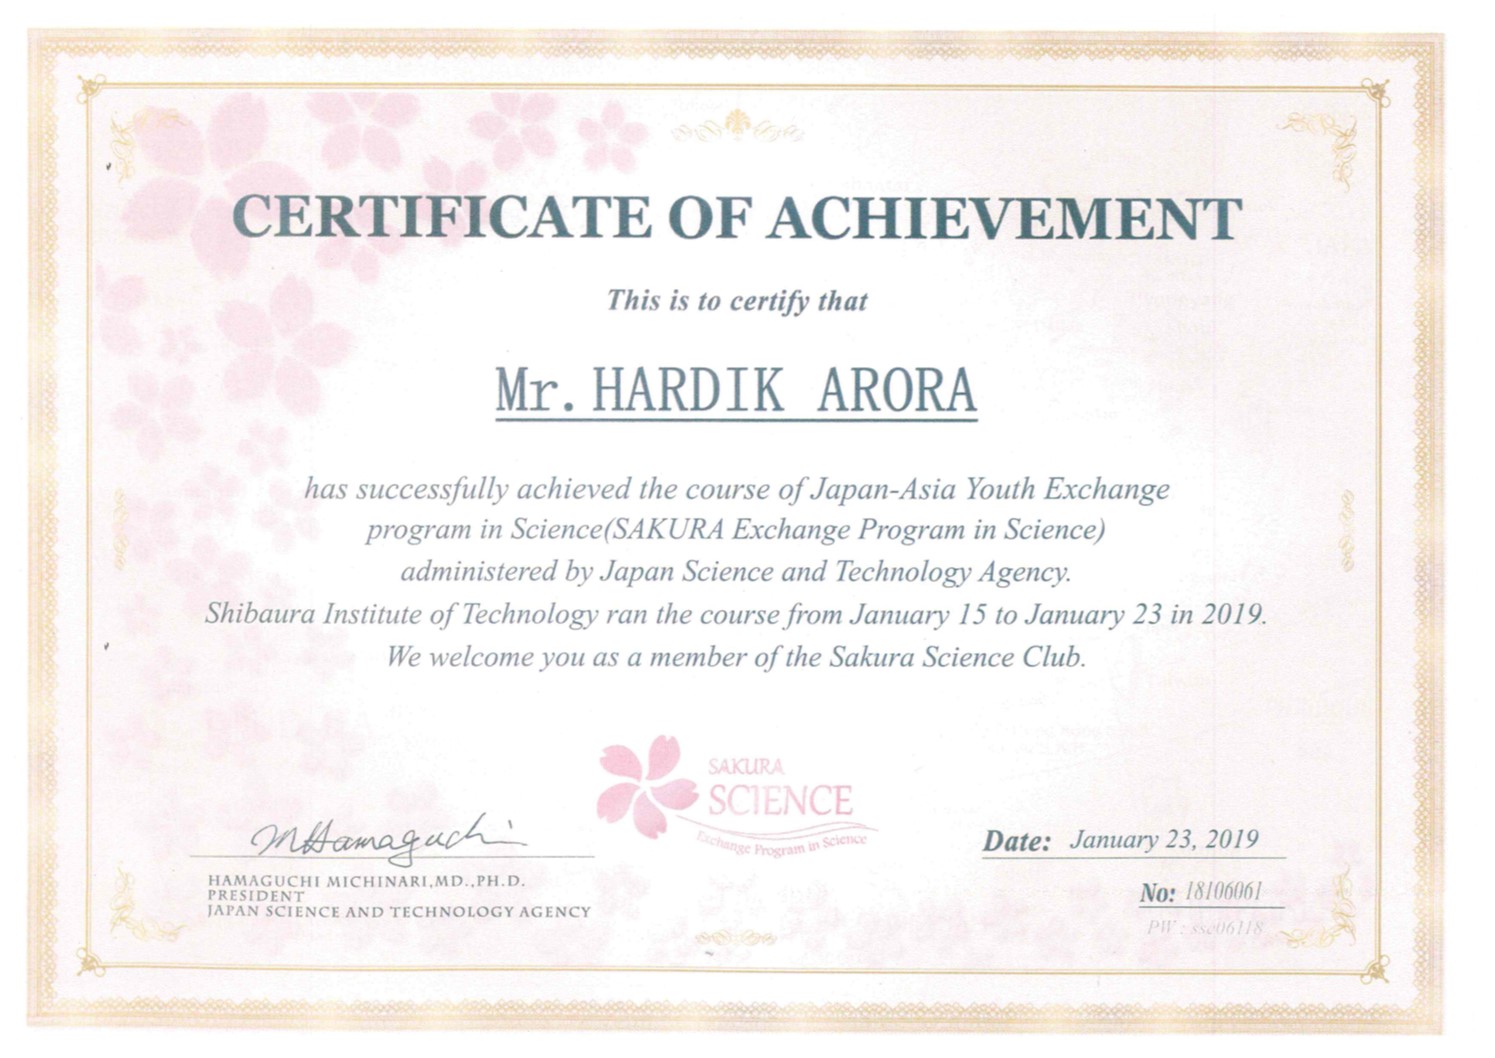 CERTIFICATE OF ACHIEVEMENT
This is to certify that
Mr. HARDIK ARORA
has successfully achieved the course of Japan-Asia Youth Exchange
program in Science(SAKURA Exchange Program in Science)
administered by Japan Science and Technology Agency.
Shibaura Institute of Technology ran the course from January 15 to January 23 in 2019.
We welcome you as a member of the Sakura Science Club.
SAKURA
SCIENCE
Exchange Program in Science
MHamaguchi
HAMAGUCHI MICHINARI,MD.,PH.D.
PRESIDENT
JAPAN SCIENCE AND TECHNOLOGY AGENCY
Date: January 23, 2019
No: 18106061
PW : ssc06118